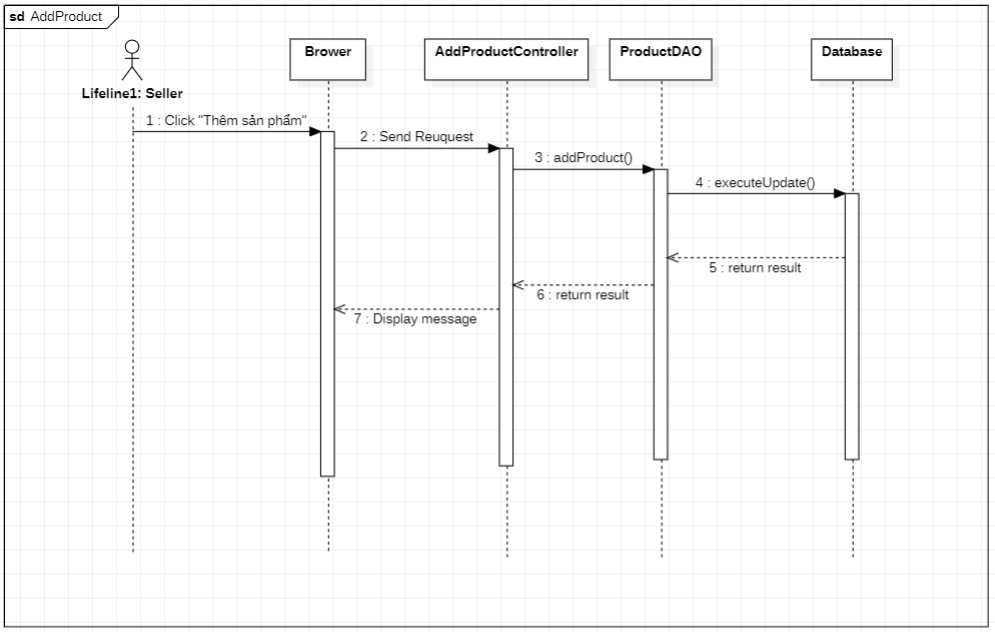 sd AddProduct
Lifeline1: Seller
Brower
AddProductController
ProductDAO
Database
1 : Click "Thêm sản phẩm"
2 : Send Reuquest
3 : addProduct()
4 : executeUpdate()
5 : return result
6 : return result
7 : Display message